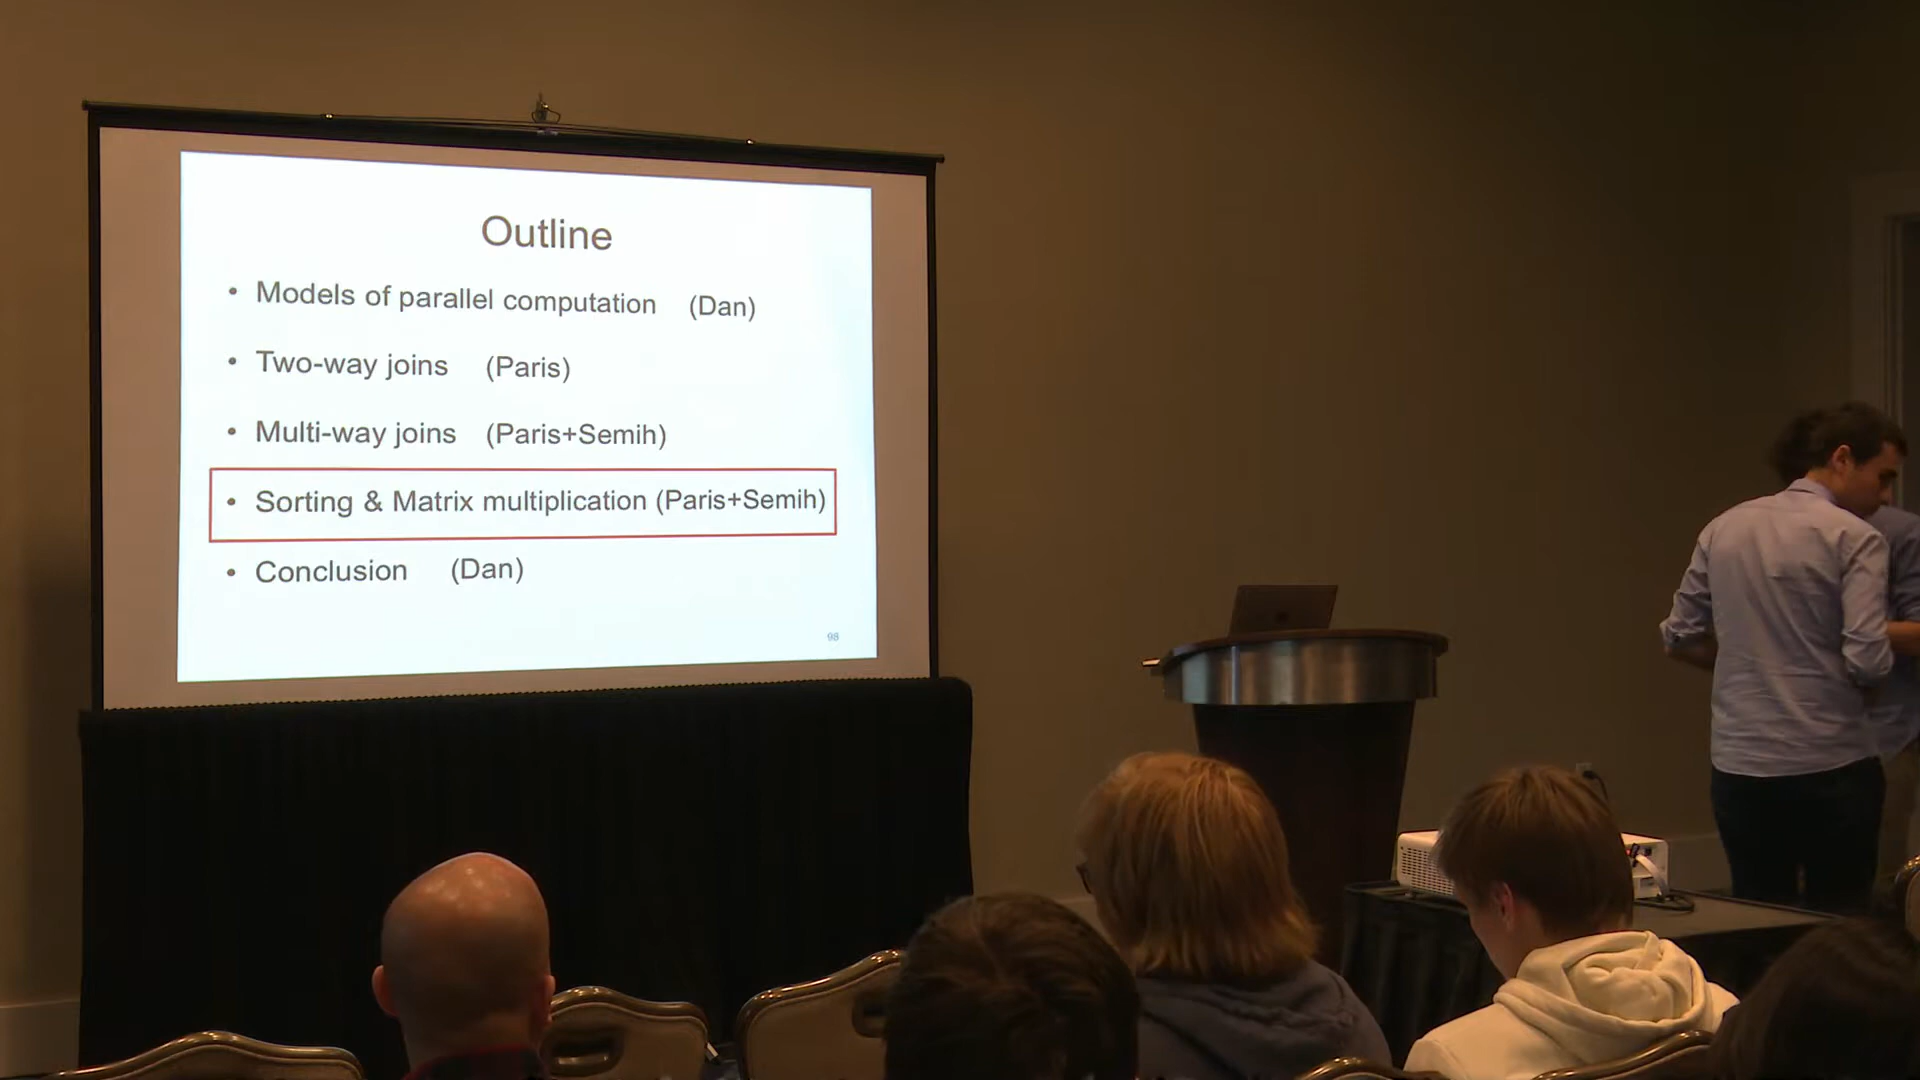 Outline
• Models of parallel computation (Dan)
• Two-way joins (Paris)
• Multi-way joins (Paris+Semih)
• Sorting & Matrix multiplication (Paris+Semih)
• Conclusion (Dan)
98